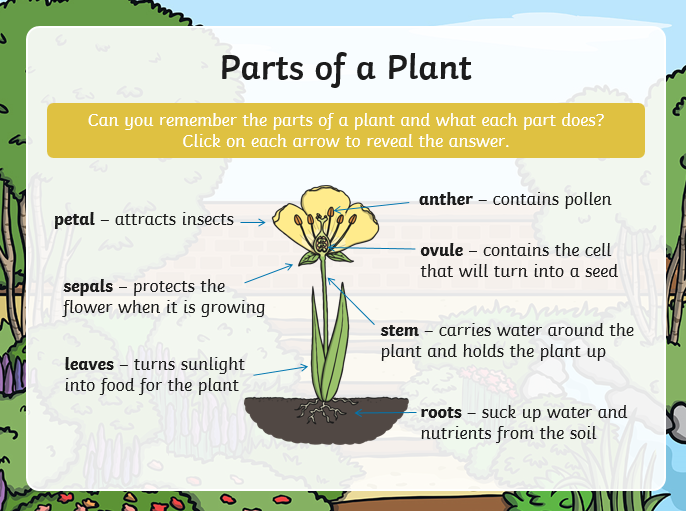 Parts of a Plant
Can you remember the parts of a plant and what each part does?
Click on each arrow to reveal the answer.
petal – attracts insects
sepals – protects the
flower when it is growing
leaves – turns sunlight
into food for the plant
anther – contains pollen
ovule – contains the cell
that will turn into a seed
stem – carries water around the
plant and holds the plant up
roots – suck up water and
nutrients from the soil